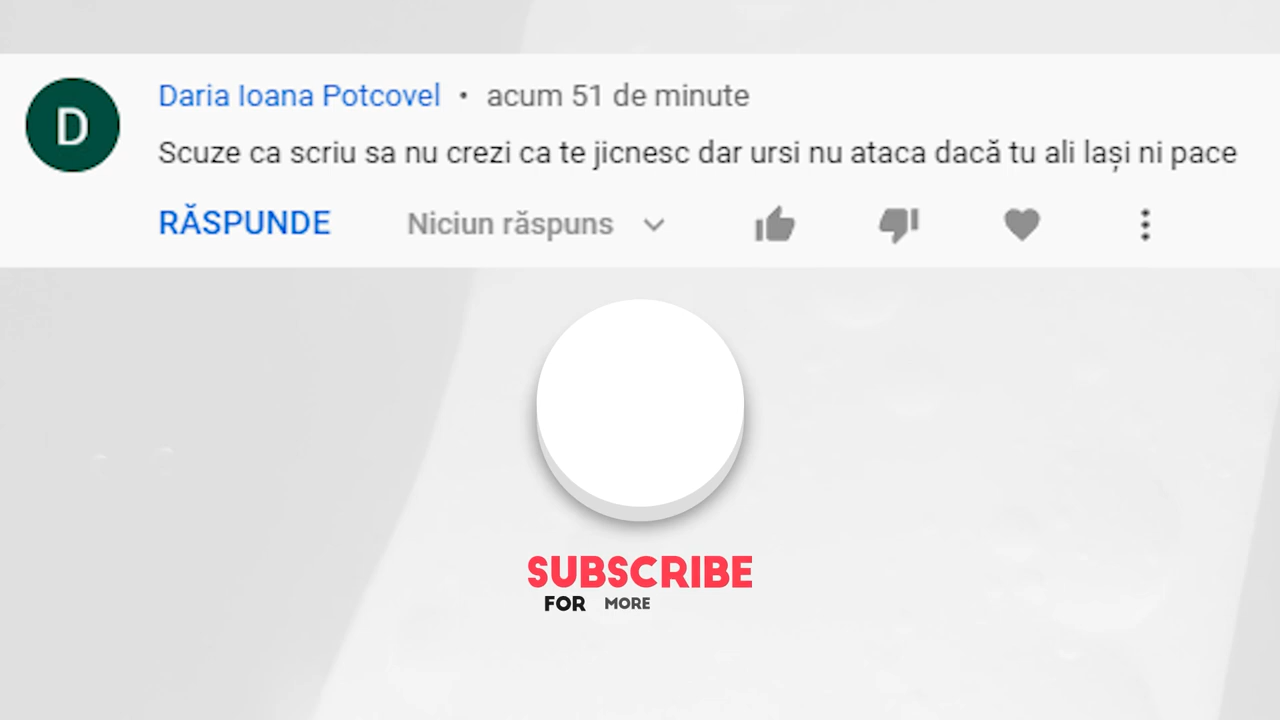 D
Daria Ioana Potcovel • acum 51 de minute
Scuze ca scriu sa nu crezi ca te jicnesc dar ursi nu ataca dacă tu ali lași ni pace
RĂSPUNDE Niciun răspuns
SUBSCRIBE
FOR MORE